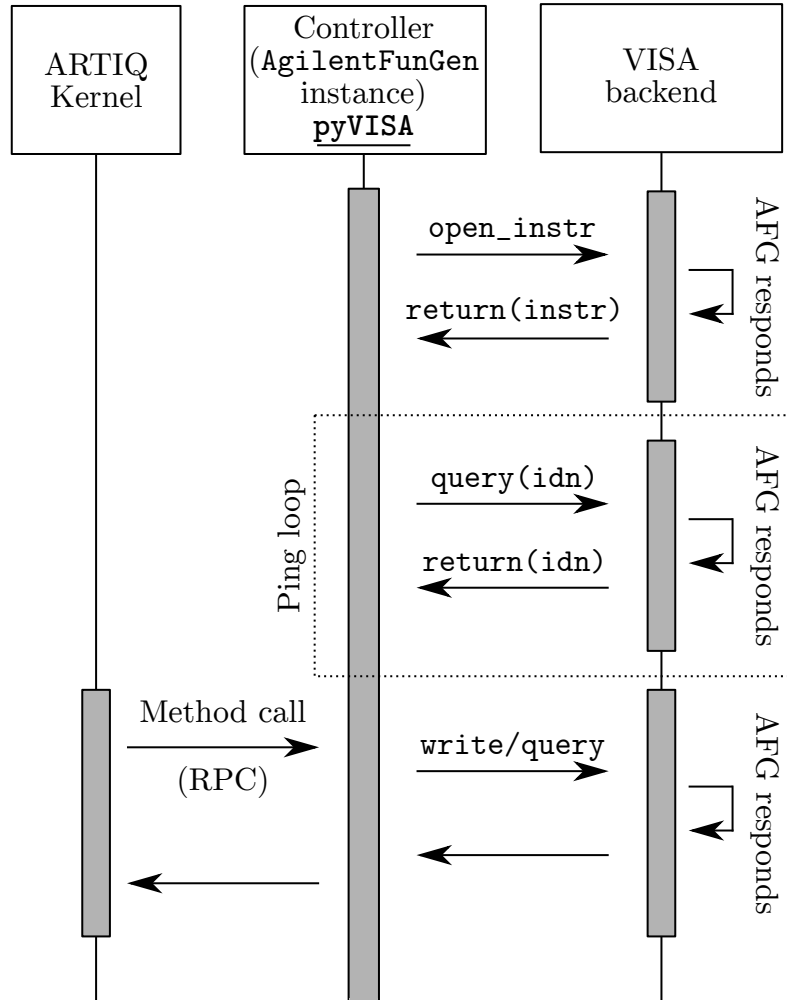 ARTIQ
Kernel
Controller
(AgilentFunGen
instance)
pyVISA
VISA
backend
open_instr
return(instr)
AFG responds
Ping loop
query(idn)
return(idn)
AFG responds
Method call
(RPC)
write/query
AFG responds